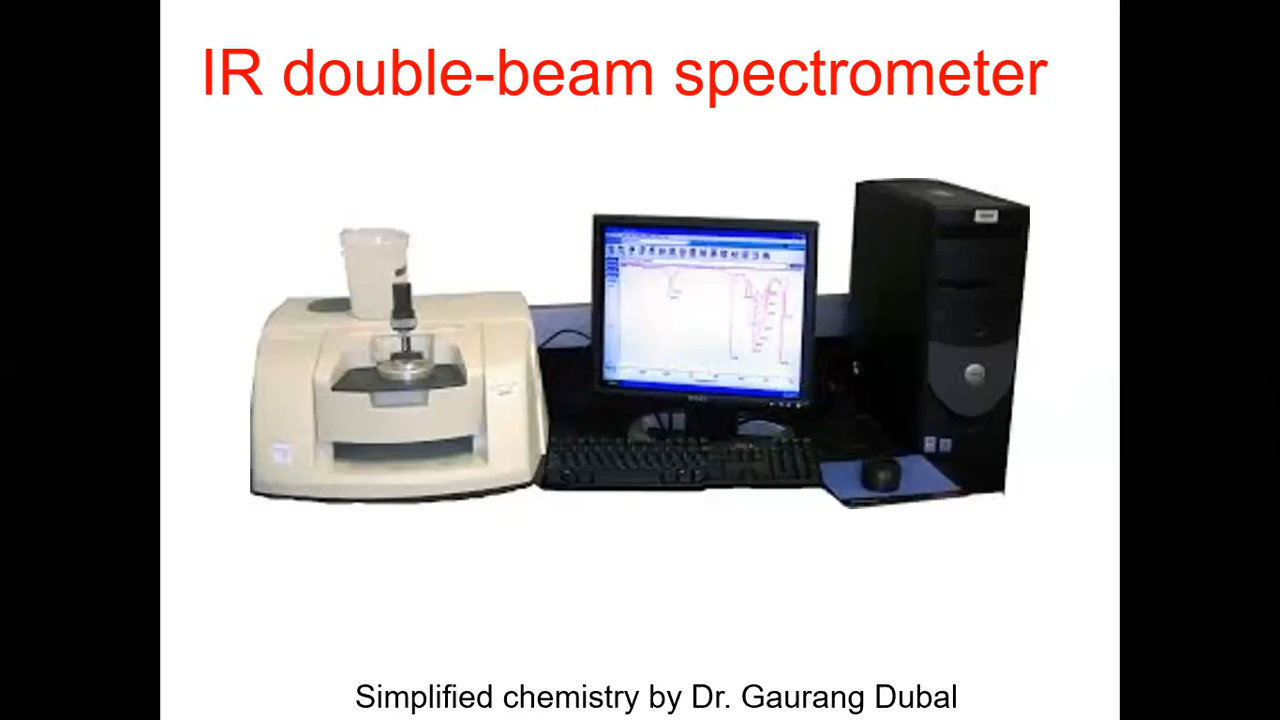 IR double-beam spectrometer
Simplified chemistry by Dr. Gaurang Dubal